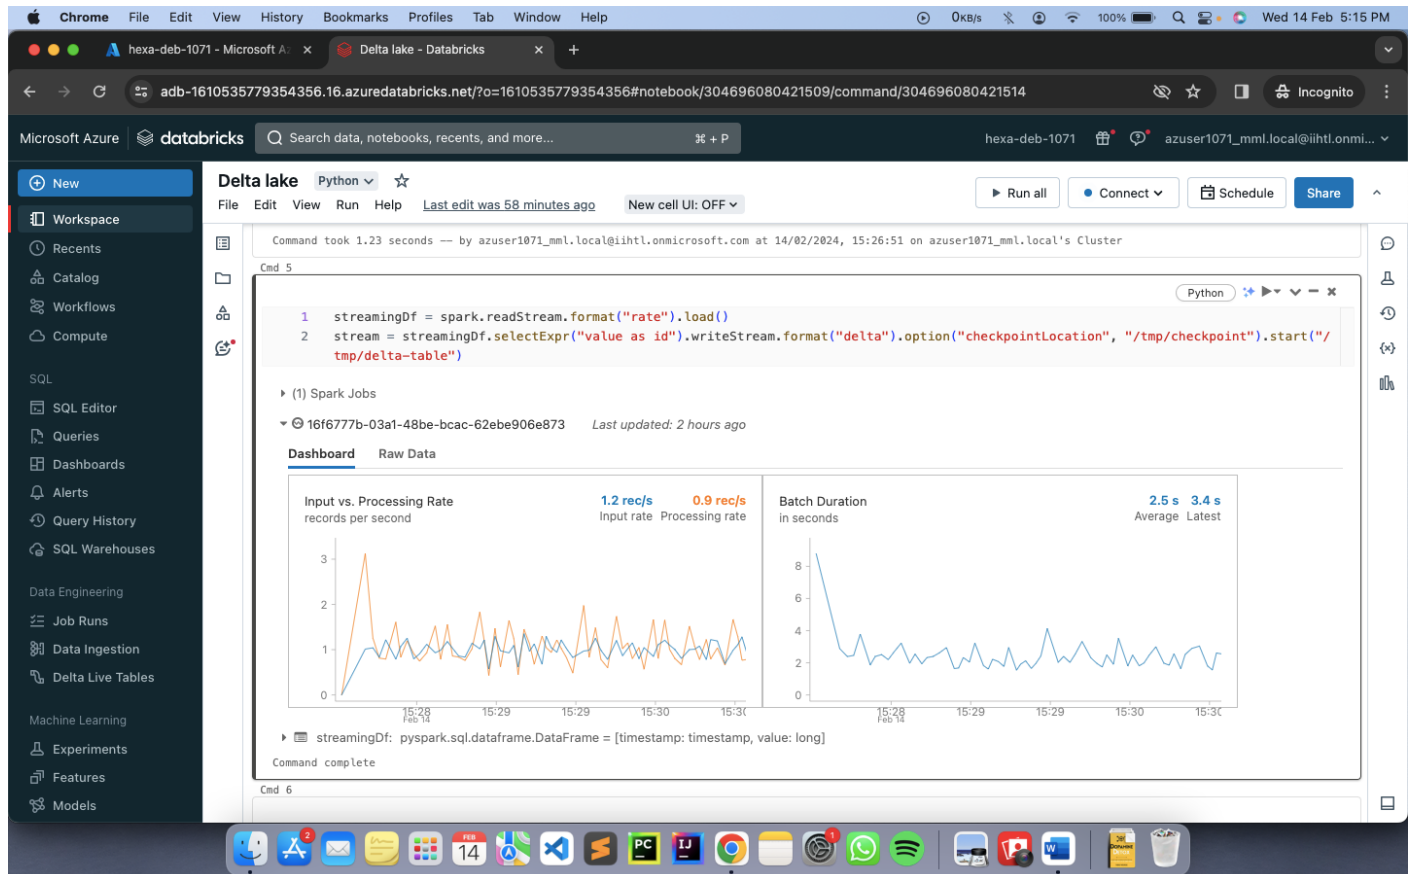 Chrome File Edit View History Bookmarks Profiles Tab Window Help 0KB/s 100% Wed 14 Feb 5:15 PM
hexa-deb-1071 - Microsoft Az × Delta lake - Databricks × +
adb-1610535779354356.16.azuredatabricks.net/?o=1610535779354356#notebook/304696080421509/command/304696080421514 Incognito
Microsoft Azure databricks Search data, notebooks, recents, and more... ⌘ + P hexa-deb-1071 azuser1071_mml.local@iihtl.onmi...
New
Workspace
Recents
Catalog
Workflows
Compute
SQL
SQL Editor
Queries
Dashboards
Alerts
Query History
SQL Warehouses
Data Engineering
Job Runs
Data Ingestion
Delta Live Tables
Machine Learning
Experiments
Features
Models
Delta lake Python Run all Connect Schedule Share
File Edit View Run Help Last edit was 58 minutes ago New cell UI: OFF
Command took 1.23 seconds -- by azuser1071_mml.local@iihtl.onmicrosoft.com at 14/02/2024, 15:26:51 on azuser1071_mml.local's Cluster
Cmd 5
Python
1 streamingDf = spark.readStream.format("rate").load()
2 stream = streamingDf.selectExpr("value as id").writeStream.format("delta").option("checkpointLocation", "/tmp/checkpoint").start("/
tmp/delta-table")
(1) Spark Jobs
16f6777b-03a1-48be-bcac-62ebe906e873 Last updated: 2 hours ago
Dashboard Raw Data
Input vs. Processing Rate 1.2 rec/s 0.9 rec/s
records per second Input rate Processing rate
3
2
1
0
15:28 15:29 15:29 15:30 15:30
Feb 14
Batch Duration 2.5 s 3.4 s
in seconds Average Latest
8
6
4
2
0
15:28 15:29 15:29 15:30 15:30
Feb 14
streamingDf: pyspark.sql.dataframe.DataFrame = [timestamp: timestamp, value: long]
Command complete
Cmd 6
2 FEB 14 PC IJ 1 W